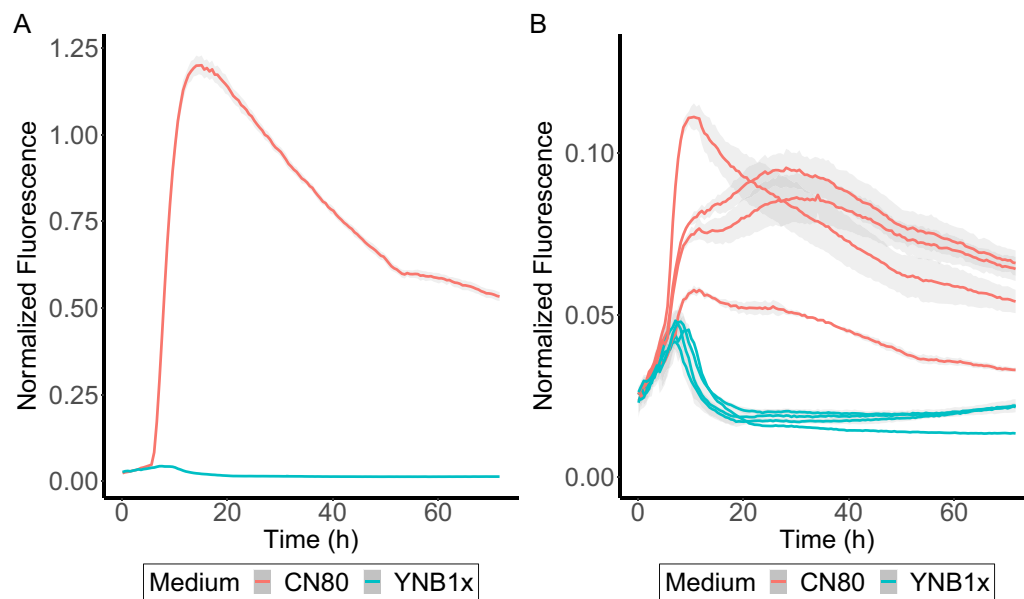 A
Normalized Fluorescence
1.25
1.00
0.75
0.50
0.25
0.00
0 20 40 60
Time (h)
Medium CN80 YNB1x
B
Normalized Fluorescence
0.10
0.05
0.00
0 20 40 60
Time (h)
Medium CN80 YNB1x